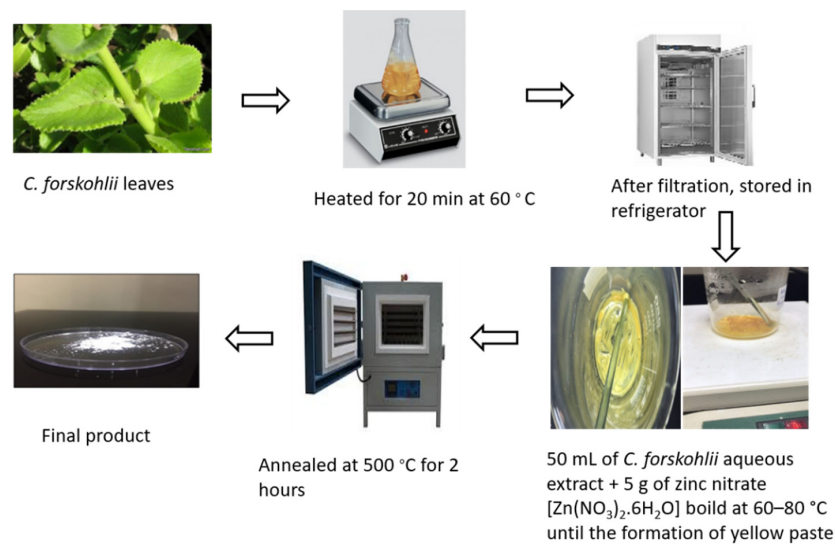 C. forskohlii leaves
Heated for 20 min at 60 °C
After filtration, stored in
refrigerator
50 mL of C. forskohlii aqueous
extract + 5 g of zinc nitrate
[Zn(NO₃)₂.6H₂O] boild at 60–80 °C
until the formation of yellow paste
Annealed at 500 °C for 2
hours
Final product